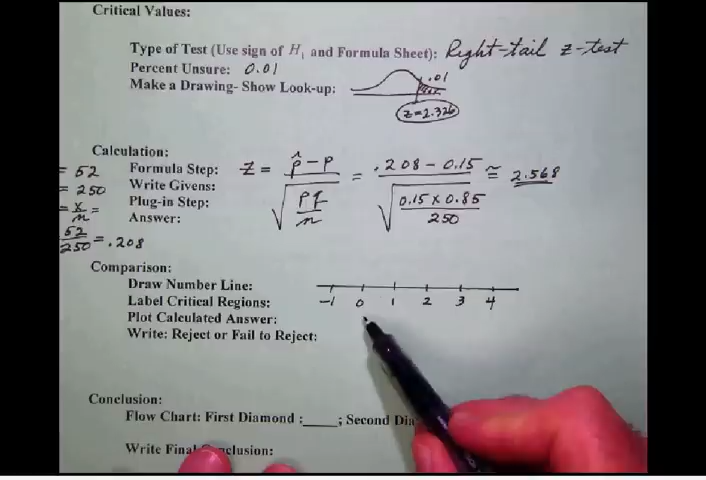 Critical Values:
Type of Test (Use sign of H₁ and Formula Sheet): Right-tail z-test
Percent Unsure: 0.01
Make a Drawing- Show Look-up: .01
z=2.326
Calculation:
= 52 Formula Step: Z = p̂ - p / √(pq/n) = .208 - 0.15 / √(0.15 x 0.85 / 250) ≅ 2.568
= 250 Write Givens:
= x/n = Plug-in Step:
Answer:
52/250 = .208
Comparison:
Draw Number Line:
Label Critical Regions: -1 0 1 2 3 4
Plot Calculated Answer:
Write: Reject or Fail to Reject:
Conclusion:
Flow Chart: First Diamond :____; Second Dia
Write Final